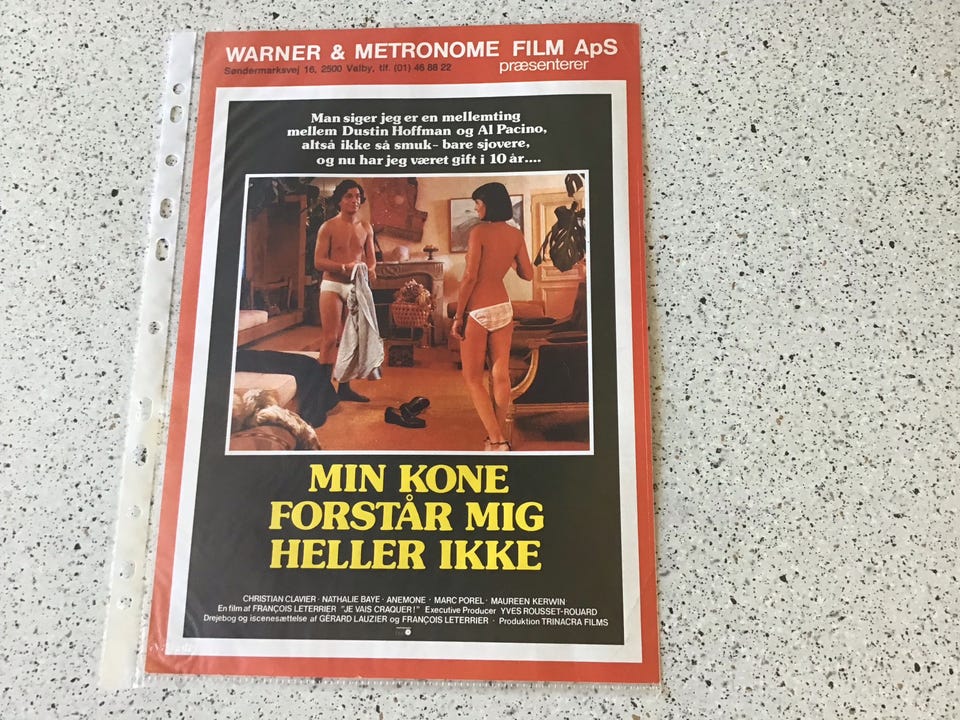 WARNER & METRONOME FILM ApS
Søndermarksvej 16, 2500 Valby, tlf. (01) 46 88 22
præsenterer
Man siger jeg er en mellemting
mellem Dustin Hoffman og Al Pacino,
altså ikke så smuk- bare sjovere,
og nu har jeg været gift i 10 år....
MIN KONE
FORSTÅR MIG
HELLER IKKE
CHRISTIAN CLAVIER · NATHALIE BAYE · ANEMONE · MARC POREL · MAUREEN KERWIN
En film af FRANÇOIS LETERRIER "JE VAIS CRAQUER!" Executive Producer YVES ROUSSET-ROUARD
Drejebog og iscenesættelse af GÉRARD LAUZIER og FRANÇOIS LETERRIER · Produktion TRINACRA FILMS